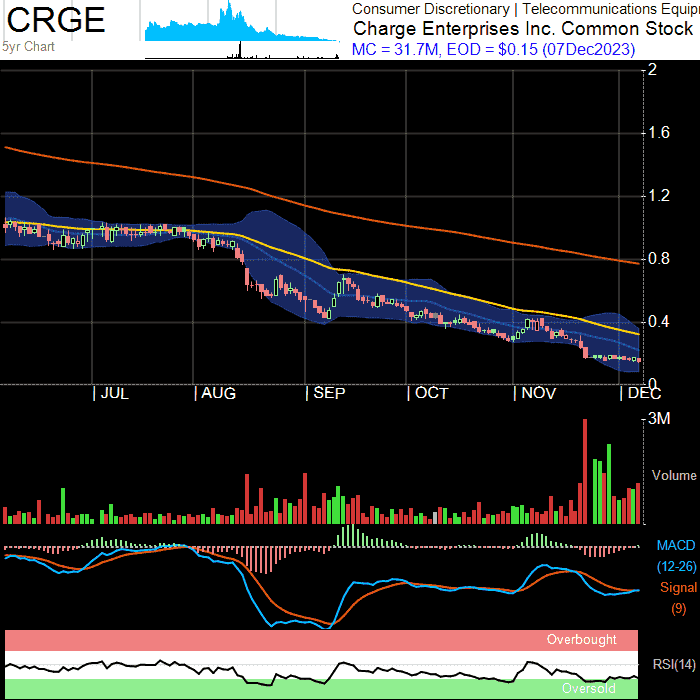 CRGE
5yr Chart
Consumer Discretionary | Telecommunications Equip
Charge Enterprises Inc. Common Stock
MC = 31.7M, EOD = $0.15 (07Dec2023)
2
1.6
1.2
0.8
0.4
0
JUL
AUG
SEP
OCT
NOV
DEC
3M
Volume
MACD
(12-26)
Signal
(9)
Overbought
RSI(14)
Oversold